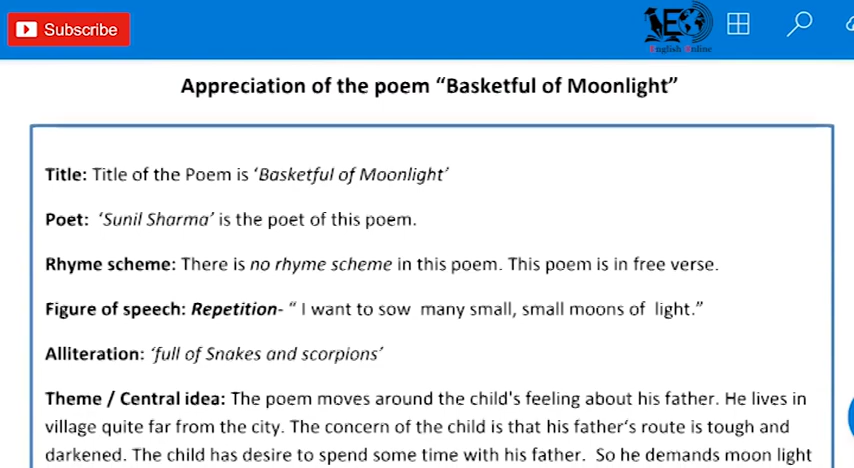 Subscribe
EO
English Online
Appreciation of the poem “Basketful of Moonlight”
Title: Title of the Poem is ‘Basketful of Moonlight’
Poet: ‘Sunil Sharma’ is the poet of this poem.
Rhyme scheme: There is no rhyme scheme in this poem. This poem is in free verse.
Figure of speech: Repetition- “ I want to sow many small, small moons of light.”
Alliteration: ‘full of Snakes and scorpions’
Theme / Central idea: The poem moves around the child's feeling about his father. He lives in
village quite far from the city. The concern of the child is that his father‘s route is tough and
darkened. The child has desire to spend some time with his father. So he demands moon light